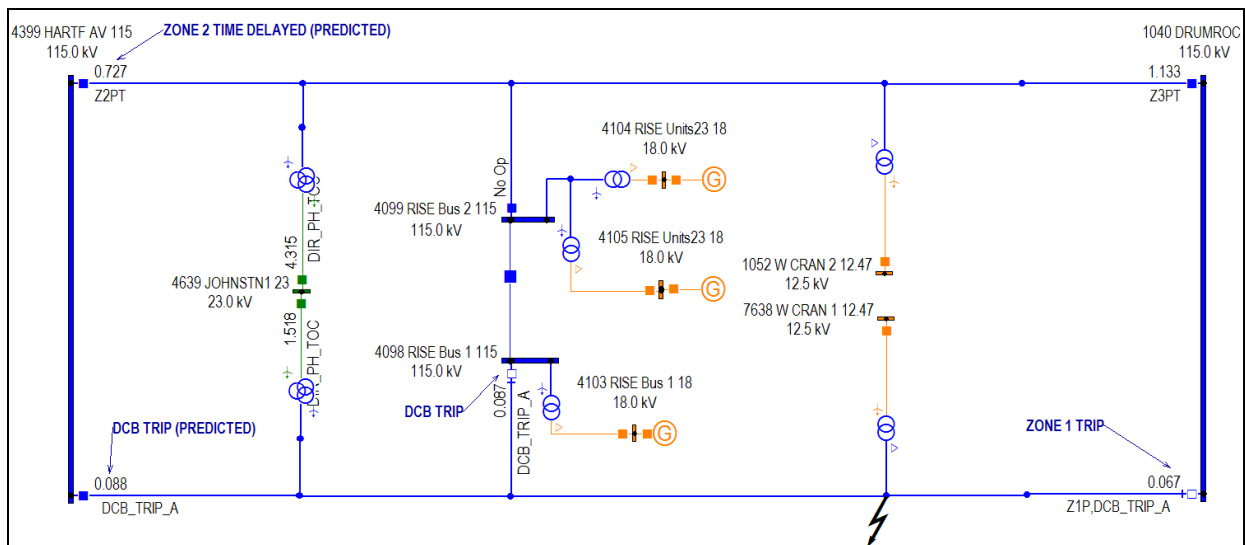 4399 HARTF AV 115
115.0 kV
ZONE 2 TIME DELAYED (PREDICTED)
1040 DRUMROC
115.0 kV
0.727
Z2PT
1.133
Z3PT
4104 RISE Units23 18
18.0 kV
G
No Op
DIR_PH_TOC
4099 RISE Bus 2 115
115.0 kV
4105 RISE Units23 18
18.0 kV
G
4.315
4639 JOHNSTN1 23
23.0 kV
1052 W CRAN 2 12.47
12.5 kV
7638 W CRAN 1 12.47
12.5 kV
1.518
DIR_PH_TOC
4098 RISE Bus 1 115
115.0 kV
4103 RISE Bus 1 18
18.0 kV
G
0.087
DCB_TRIP_A
DCB TRIP
DCB TRIP (PREDICTED)
ZONE 1 TRIP
0.088
DCB_TRIP_A
0.067
Z1P,DCB_TRIP_A